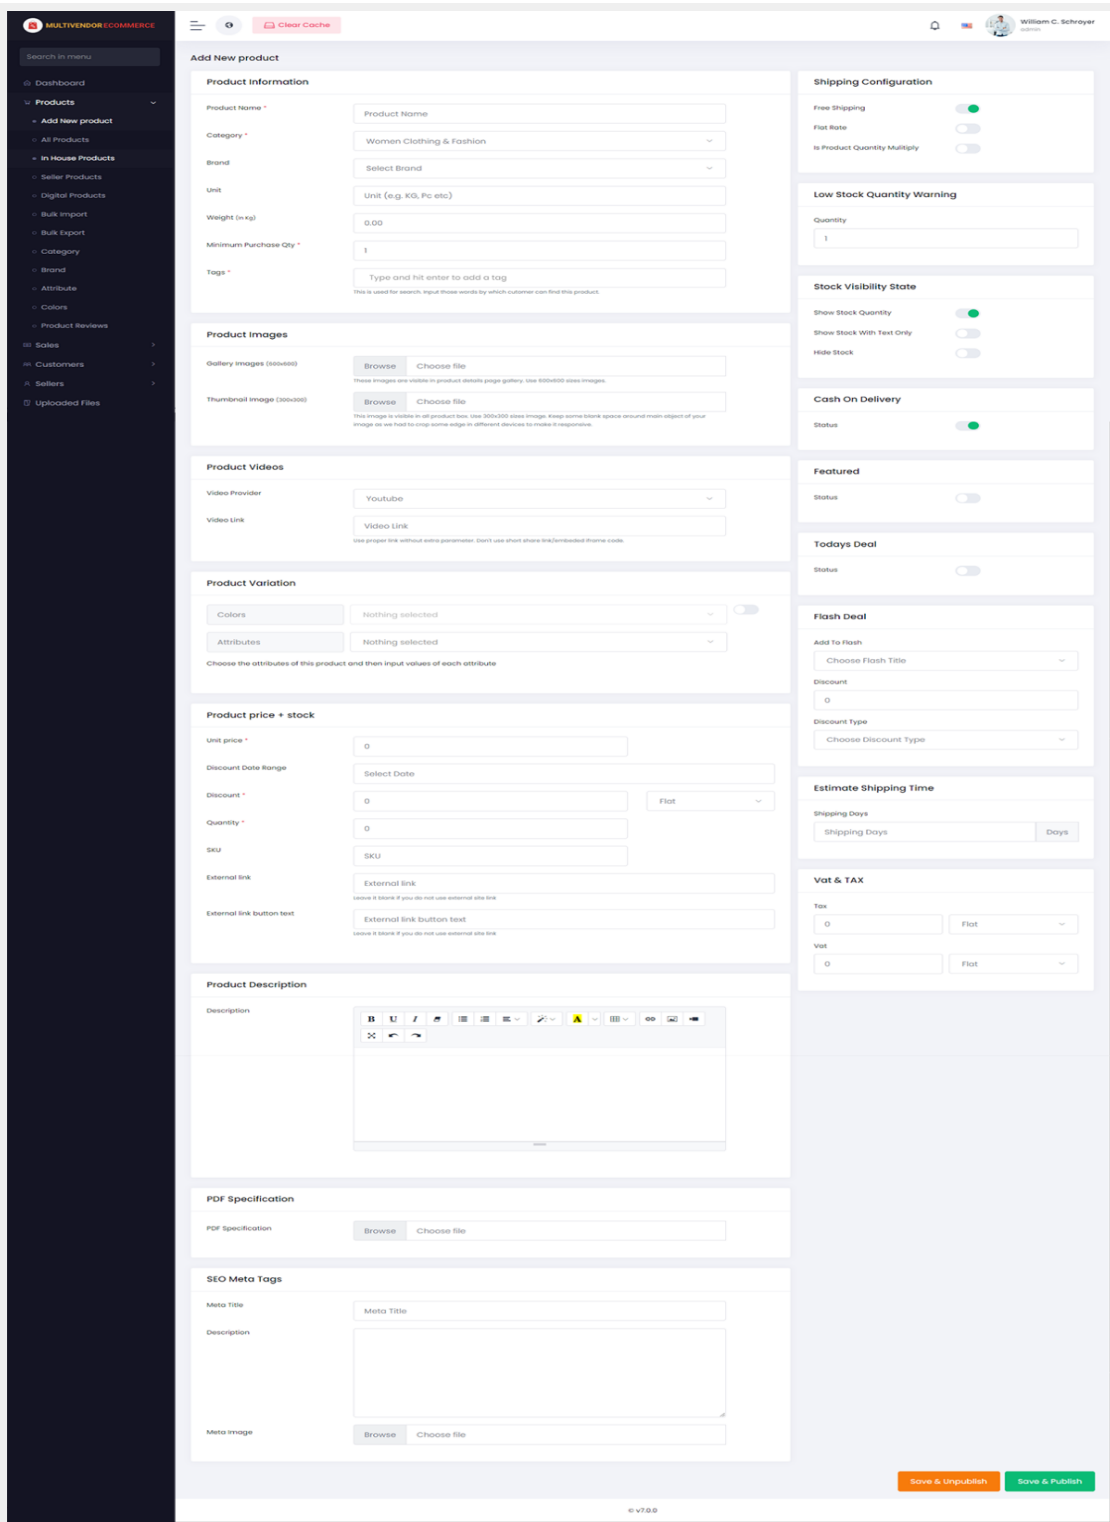 MULTIVENDOR ECOMMERCE
Clear Cache
William C. Schroyer
admin
Search in menu
Dashboard
Products
Add New product
All Products
In House Products
Seller Products
Digital Products
Bulk Import
Bulk Export
Category
Brand
Attribute
Colors
Product Reviews
Sales
Customers
Sellers
Uploaded Files
Add New product
Product Information
Product Name *
Product Name
Category *
Women Clothing & Fashion
Brand
Select Brand
Unit
Unit (e.g. KG, Pc etc)
Weight (In Kg)
0.00
Minimum Purchase Qty *
1
Tags *
Type and hit enter to add a tag
This is used for search. Input those words by which cutomer can find this product.
Product Images
Gallery Images (600x600)
Browse Choose file
These images are visible in product details page gallery. Use 600x600 sizes images.
Thumbnail Image (300x300)
Browse Choose file
This image is visible in all product box. Use 300x300 sizes image. Keep some blank space around main object of your
image as we had to crop some edge in different devices to make it responsive.
Product Videos
Video Provider
Youtube
Video Link
Video Link
Use proper link without extra parameter. Don't use short share link/embeded iframe code.
Product Variation
Colors
Nothing selected
Attributes
Nothing selected
Choose the attributes of this product and then input values of each attribute
Product price + stock
Unit price *
0
Discount Date Range
Select Date
Discount *
0
Flat
Quantity *
0
SKU
SKU
External link
External link
Leave it blank if you do not use external site link
External link button text
External link button text
Leave it blank if you do not use external site link
Product Description
Description
B U I
A
PDF Specification
PDF Specification
Browse Choose file
SEO Meta Tags
Meta Title
Meta Title
Description
Meta Image
Browse Choose file
Shipping Configuration
Free Shipping
Flat Rate
Is Product Quantity Mulitiply
Low Stock Quantity Warning
Quantity
1
Stock Visibility State
Show Stock Quantity
Show Stock With Text Only
Hide Stock
Cash On Delivery
Status
Featured
Status
Todays Deal
Status
Flash Deal
Add To Flash
Choose Flash Title
Discount
0
Discount Type
Choose Discount Type
Estimate Shipping Time
Shipping Days
Shipping Days Days
Vat & TAX
Tax
0 Flat
Vat
0 Flat
Save & Unpublish
Save & Publish
© v7.0.0